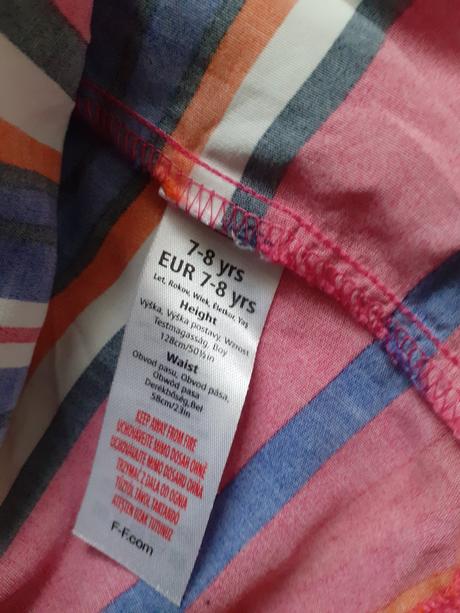 7-8 yrs
EUR 7-8 yrs
Let, Rokov, Wiek, Életkor, Yaş
Height
Výška, Výška postavy, Wzrost
Testmagasság, Boy
128cm/50½in
Waist
Obvod pasu, Obvod pása,
Obwód pasa
Derékbőség,Bel
58cm/23in
KEEP AWAY FROM FIRE
UCHOVÁVEJTE MIMO DOSAH OHNĚ
UCHOVÁVAJTE MIMO DOSAHU OHŇA
TRZYMAĆ Z DALA OD OGNIA
TŰZTŐL TÁVOL TARTANDÓ
ATEŞTEN UZAK TUTUNUZ
F-F.com